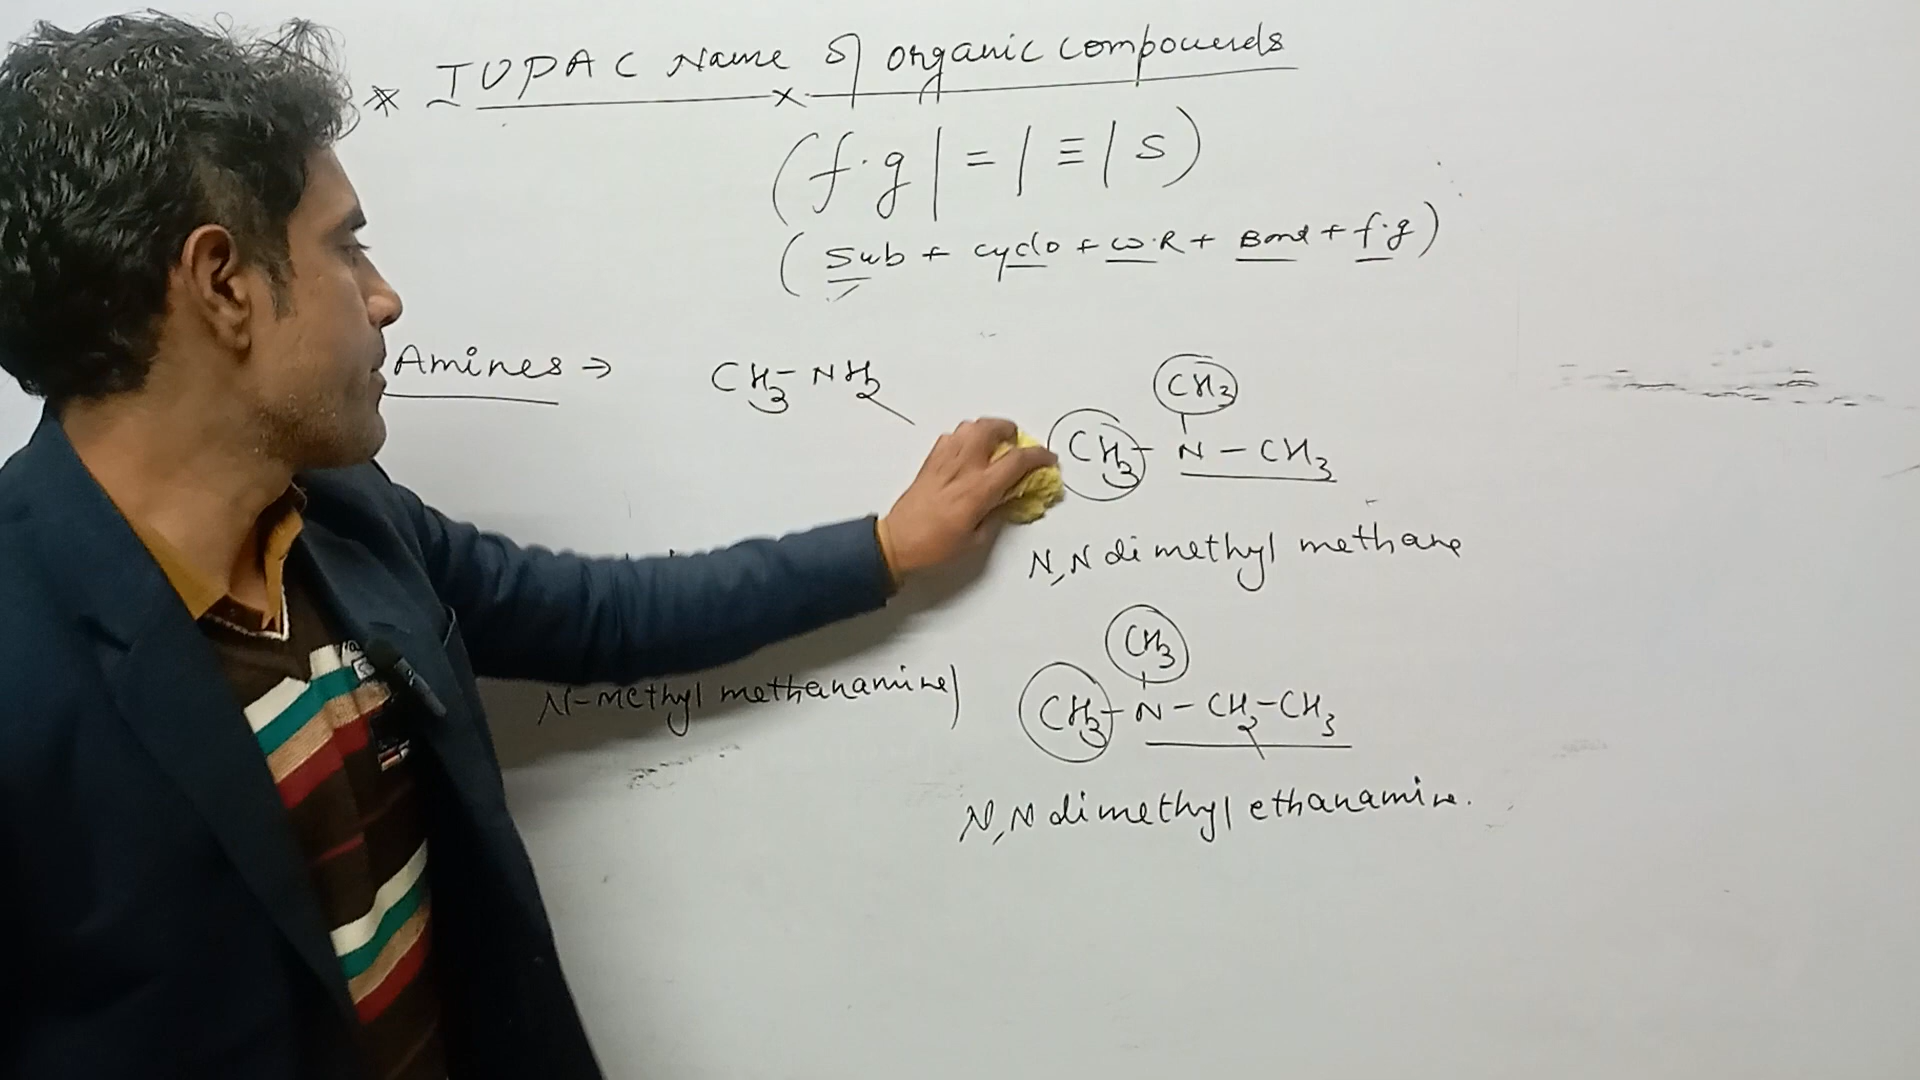 * IUPAC Name of organic compounds
(f.g | = | ≡ | S)
(Sub + cyclo + W.R + Bond + f.g)
Amines → CH3-NH2
CH3
CH3-N-CH3
N,N dimethyl methane
CH3
N-methyl methanamine)
CH3-N-CH2-CH3
N,N dimethyl ethanamine.